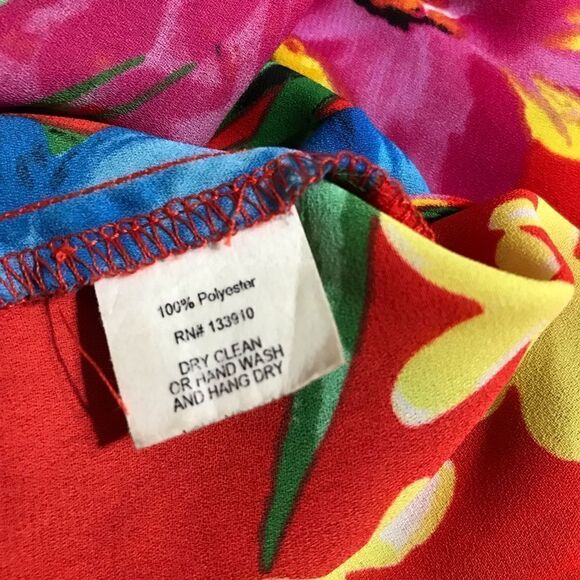 100% Polyester
RN# 133910
DRY CLEAN
OR HAND WASH
AND HANG DRY